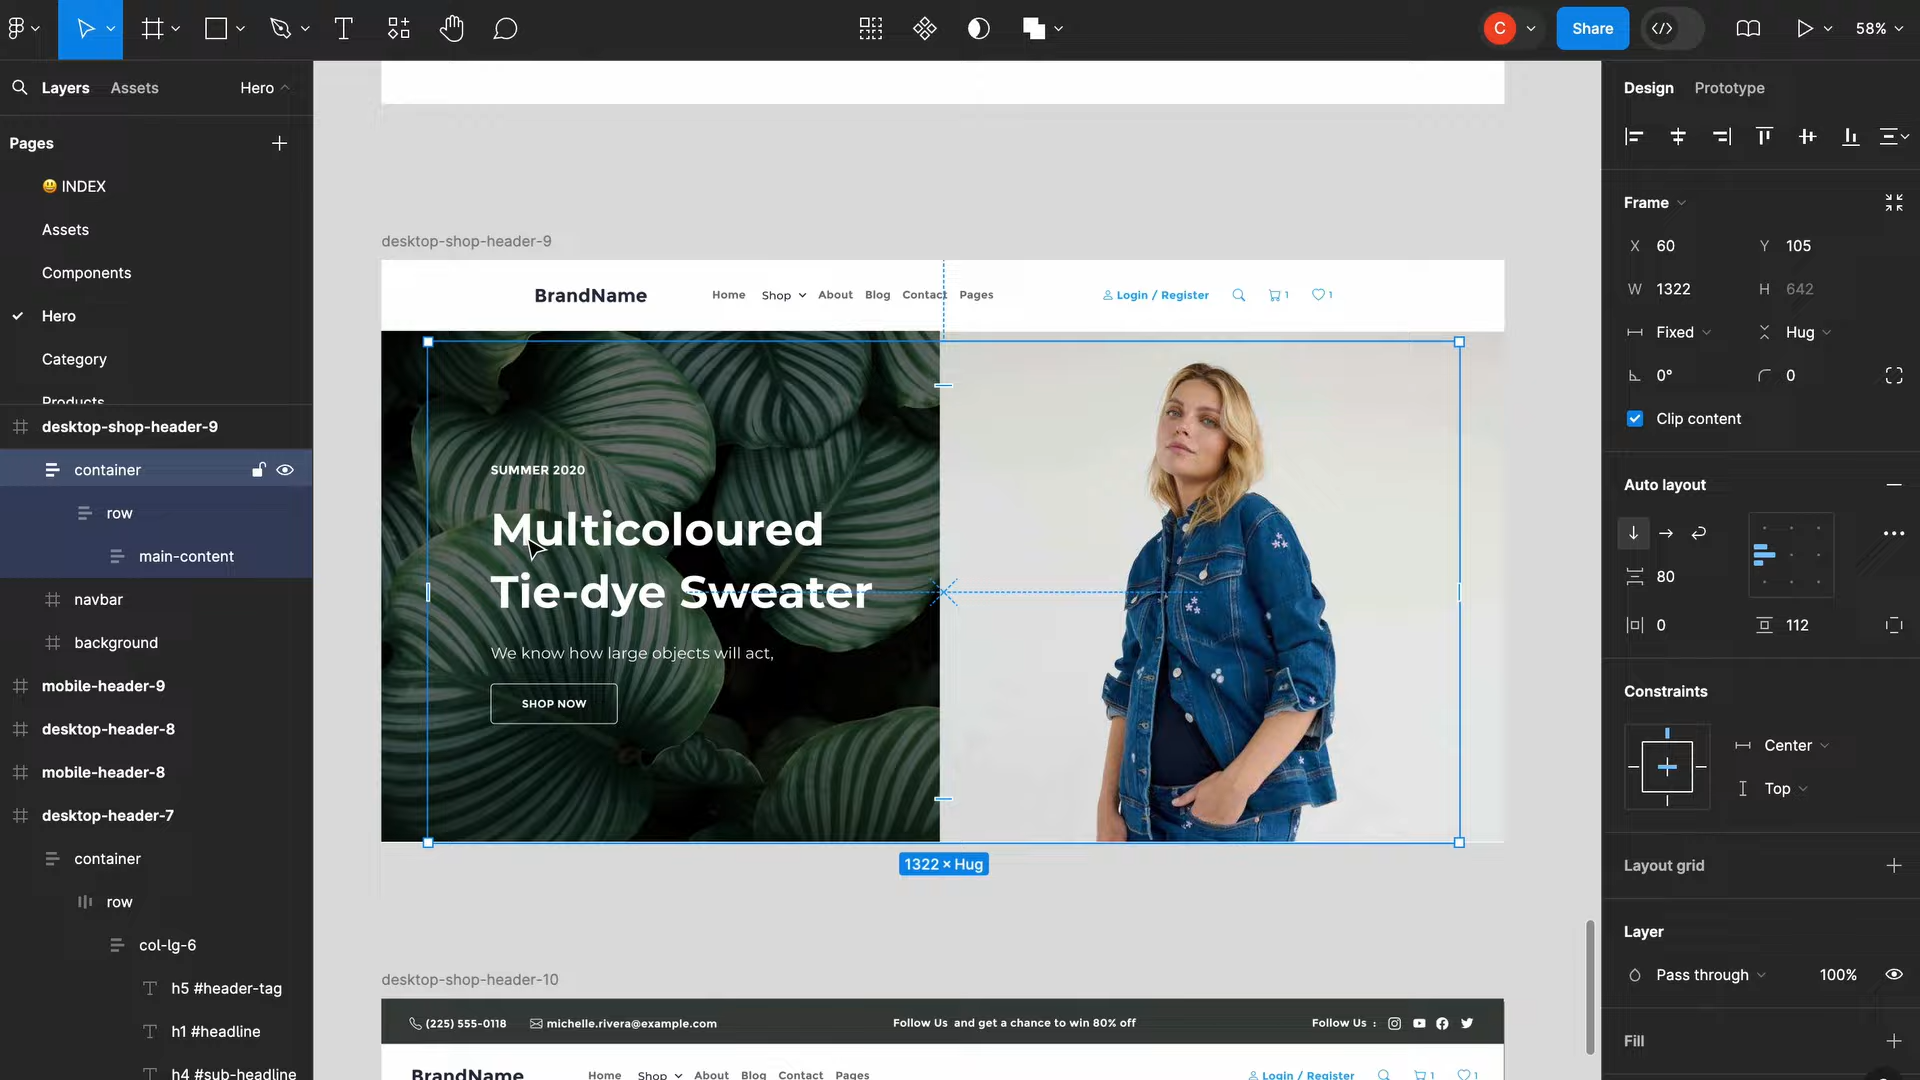 C
Share
58%
Layers
Assets
Hero
Pages
😃 INDEX
Assets
Components
Hero
Category
Products
desktop-shop-header-9
container
row
main-content
navbar
background
mobile-header-9
desktop-header-8
mobile-header-8
desktop-header-7
container
row
col-lg-6
h5 #header-tag
h1 #headline
h4 #sub-headline
desktop-shop-header-9
BrandName
Home
Shop
About
Blog
Contact
Pages
Login / Register
1
1
SUMMER 2020
Multicoloured
Tie-dye Sweater
We know how large objects will act,
SHOP NOW
1322 × Hug
desktop-shop-header-10
(225) 555-0118
michelle.rivera@example.com
Follow Us and get a chance to win 80% off
Follow Us :
BrandName
Home
Shop
About
Blog
Contact
Pages
Login / Register
1
1
Design
Prototype
Frame
X 60
Y 105
W 1322
H 642
Fixed
Hug
0°
0
Clip content
Auto layout
80
0
112
Constraints
Center
Top
Layout grid
Layer
Pass through
100%
Fill